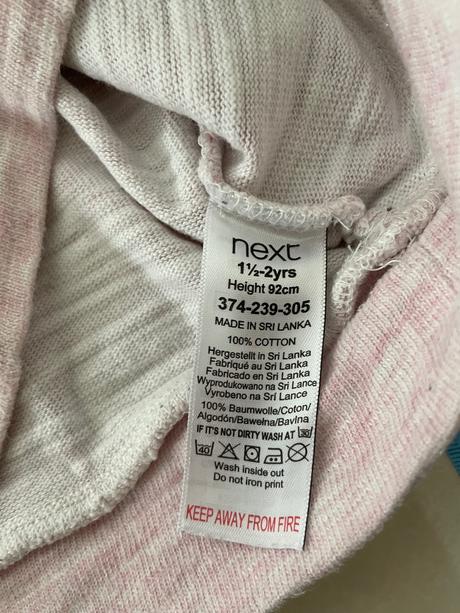 next
1½-2yrs
Height 92cm
374-239-305
MADE IN SRI LANKA
100% COTTON
Hergestellt in Sri Lanka
Fabriqué au Sri Lanka
Fabricado en Sri Lanka
Wyprodukowano na Sri Lance
Vyrobeno na Srí Lance
100% Baumwolle/Coton/
Algodón/Bawełna/Bavlna
IF IT'S NOT DIRTY WASH AT 30
40
Wash inside out
Do not iron print
KEEP AWAY FROM FIRE